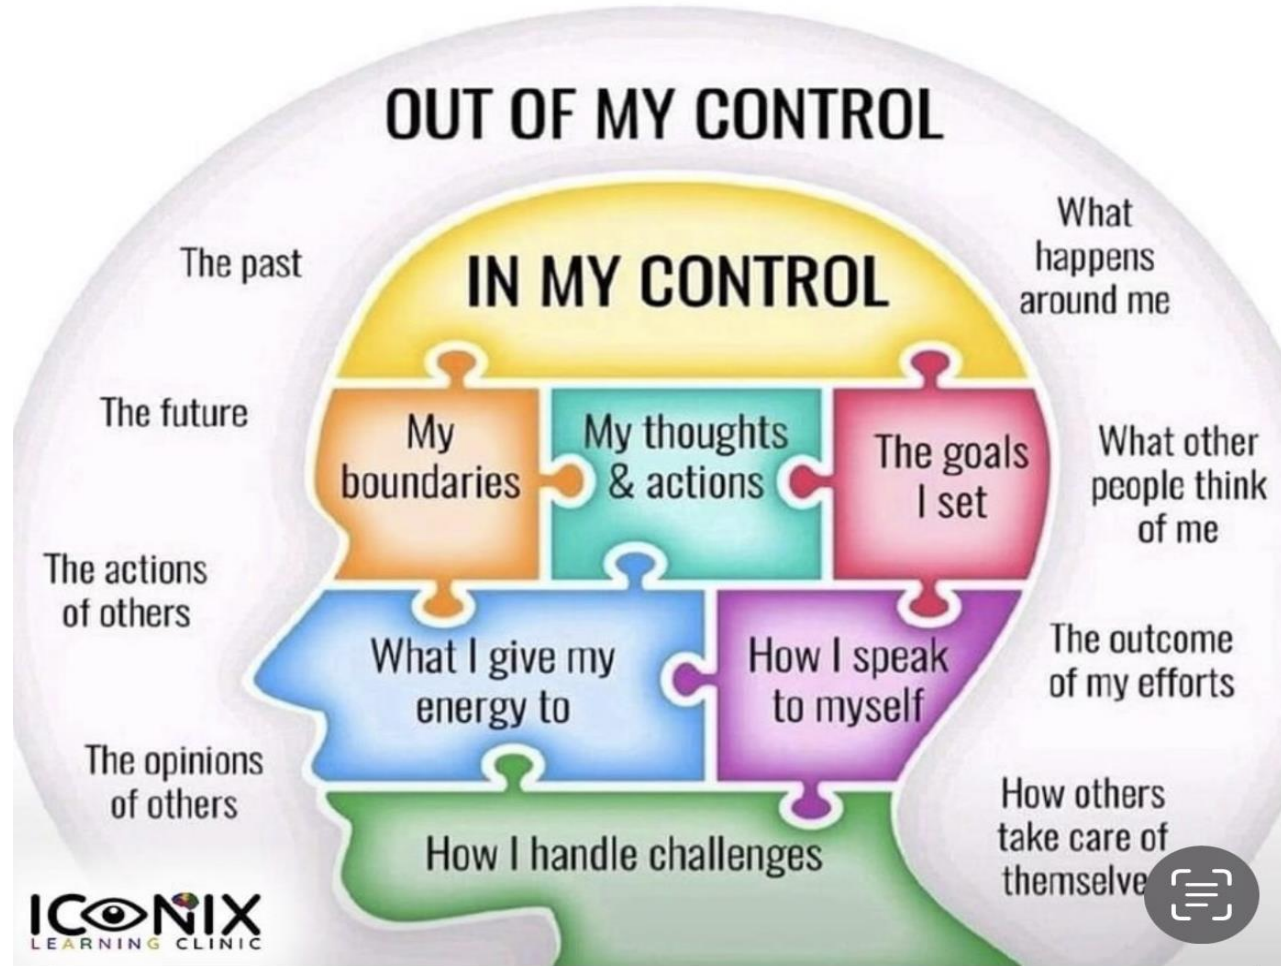 OUT OF MY CONTROL
The past
The future
The actions
of others
The opinions
of others
IN MY CONTROL
My
boundaries
My thoughts
& actions
The goals
I set
What I give my
energy to
How I speak
to myself
How I handle challenges
What
happens
around me
What other
people think
of me
The outcome
of my efforts
How others
take care of
themselve
ICONIX
LEARNING CLINIC